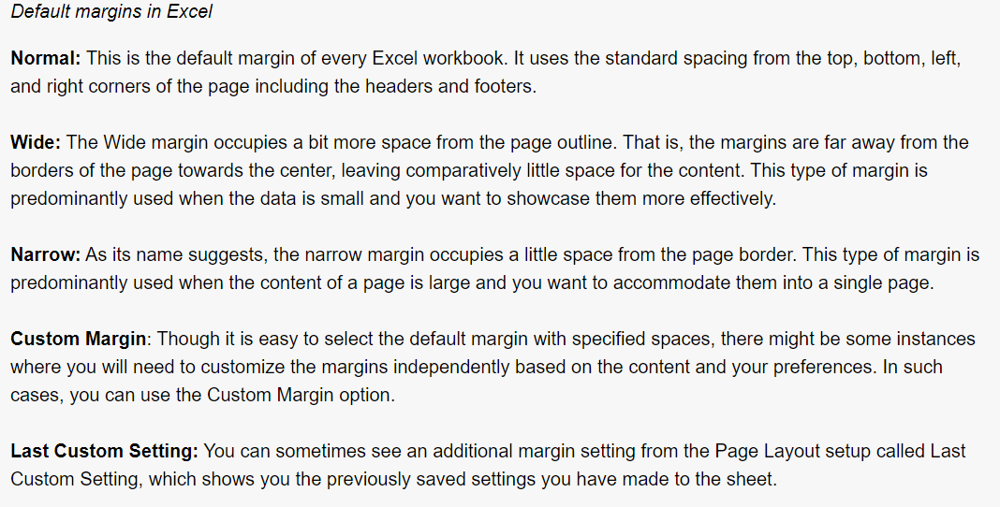 Default margins in Excel
Normal: This is the default margin of every Excel workbook. It uses the standard spacing from the top, bottom, left,
and right corners of the page including the headers and footers.
Wide: The Wide margin occupies a bit more space from the page outline. That is, the margins are far away from the
borders of the page towards the center, leaving comparatively little space for the content. This type of margin is
predominantly used when the data is small and you want to showcase them more effectively.
Narrow: As its name suggests, the narrow margin occupies a little space from the page border. This type of margin is
predominantly used when the content of a page is large and you want to accommodate them into a single page.
Custom Margin: Though it is easy to select the default margin with specified spaces, there might be some instances
where you will need to customize the margins independently based on the content and your preferences. In such
cases, you can use the Custom Margin option.
Last Custom Setting: You can sometimes see an additional margin setting from the Page Layout setup called Last
Custom Setting, which shows you the previously saved settings you have made to the sheet.